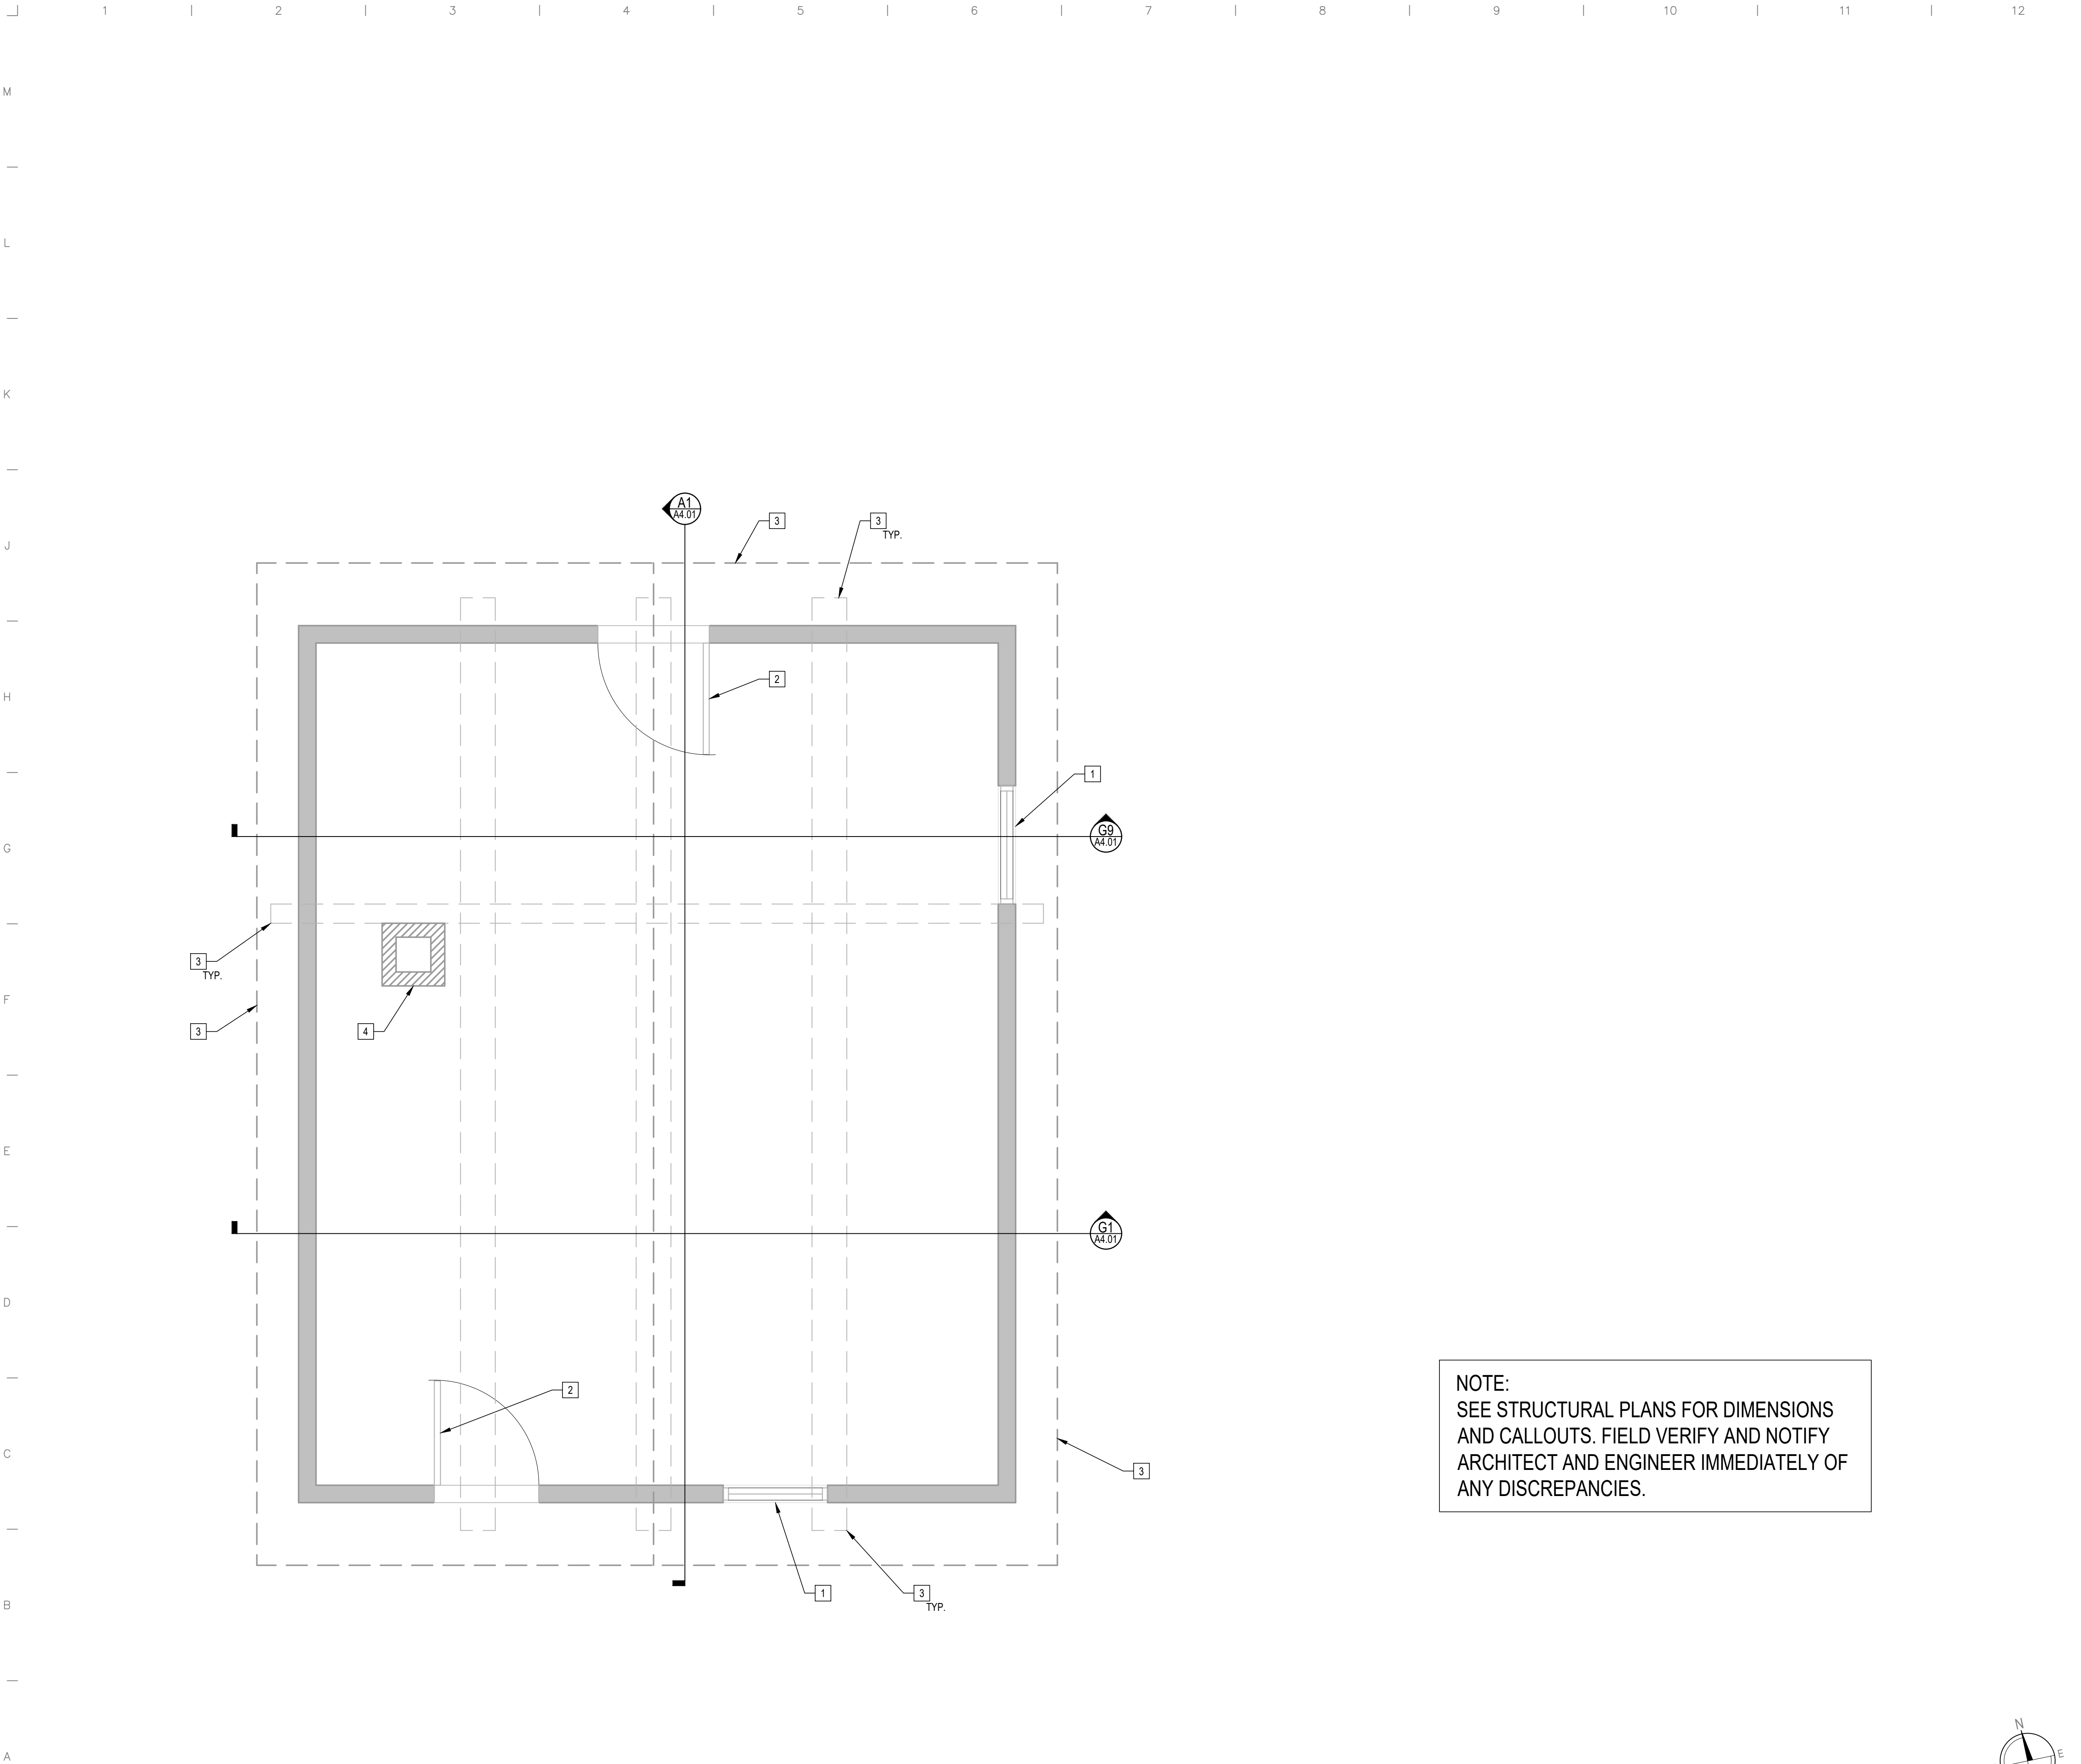 1 2 3 4 5 6 7 8 9 10 11 12
M
L
K
J
H
G
F
E
D
C
B
A
A1
A4.01
3
3
TYP.
2
1
G9
A4.01
3
TYP.
3
4
G1
A4.01
2
3
1
3
TYP.
NOTE:
SEE STRUCTURAL PLANS FOR DIMENSIONS
AND CALLOUTS. FIELD VERIFY AND NOTIFY
ARCHITECT AND ENGINEER IMMEDIATELY OF
ANY DISCREPANCIES.
N
E